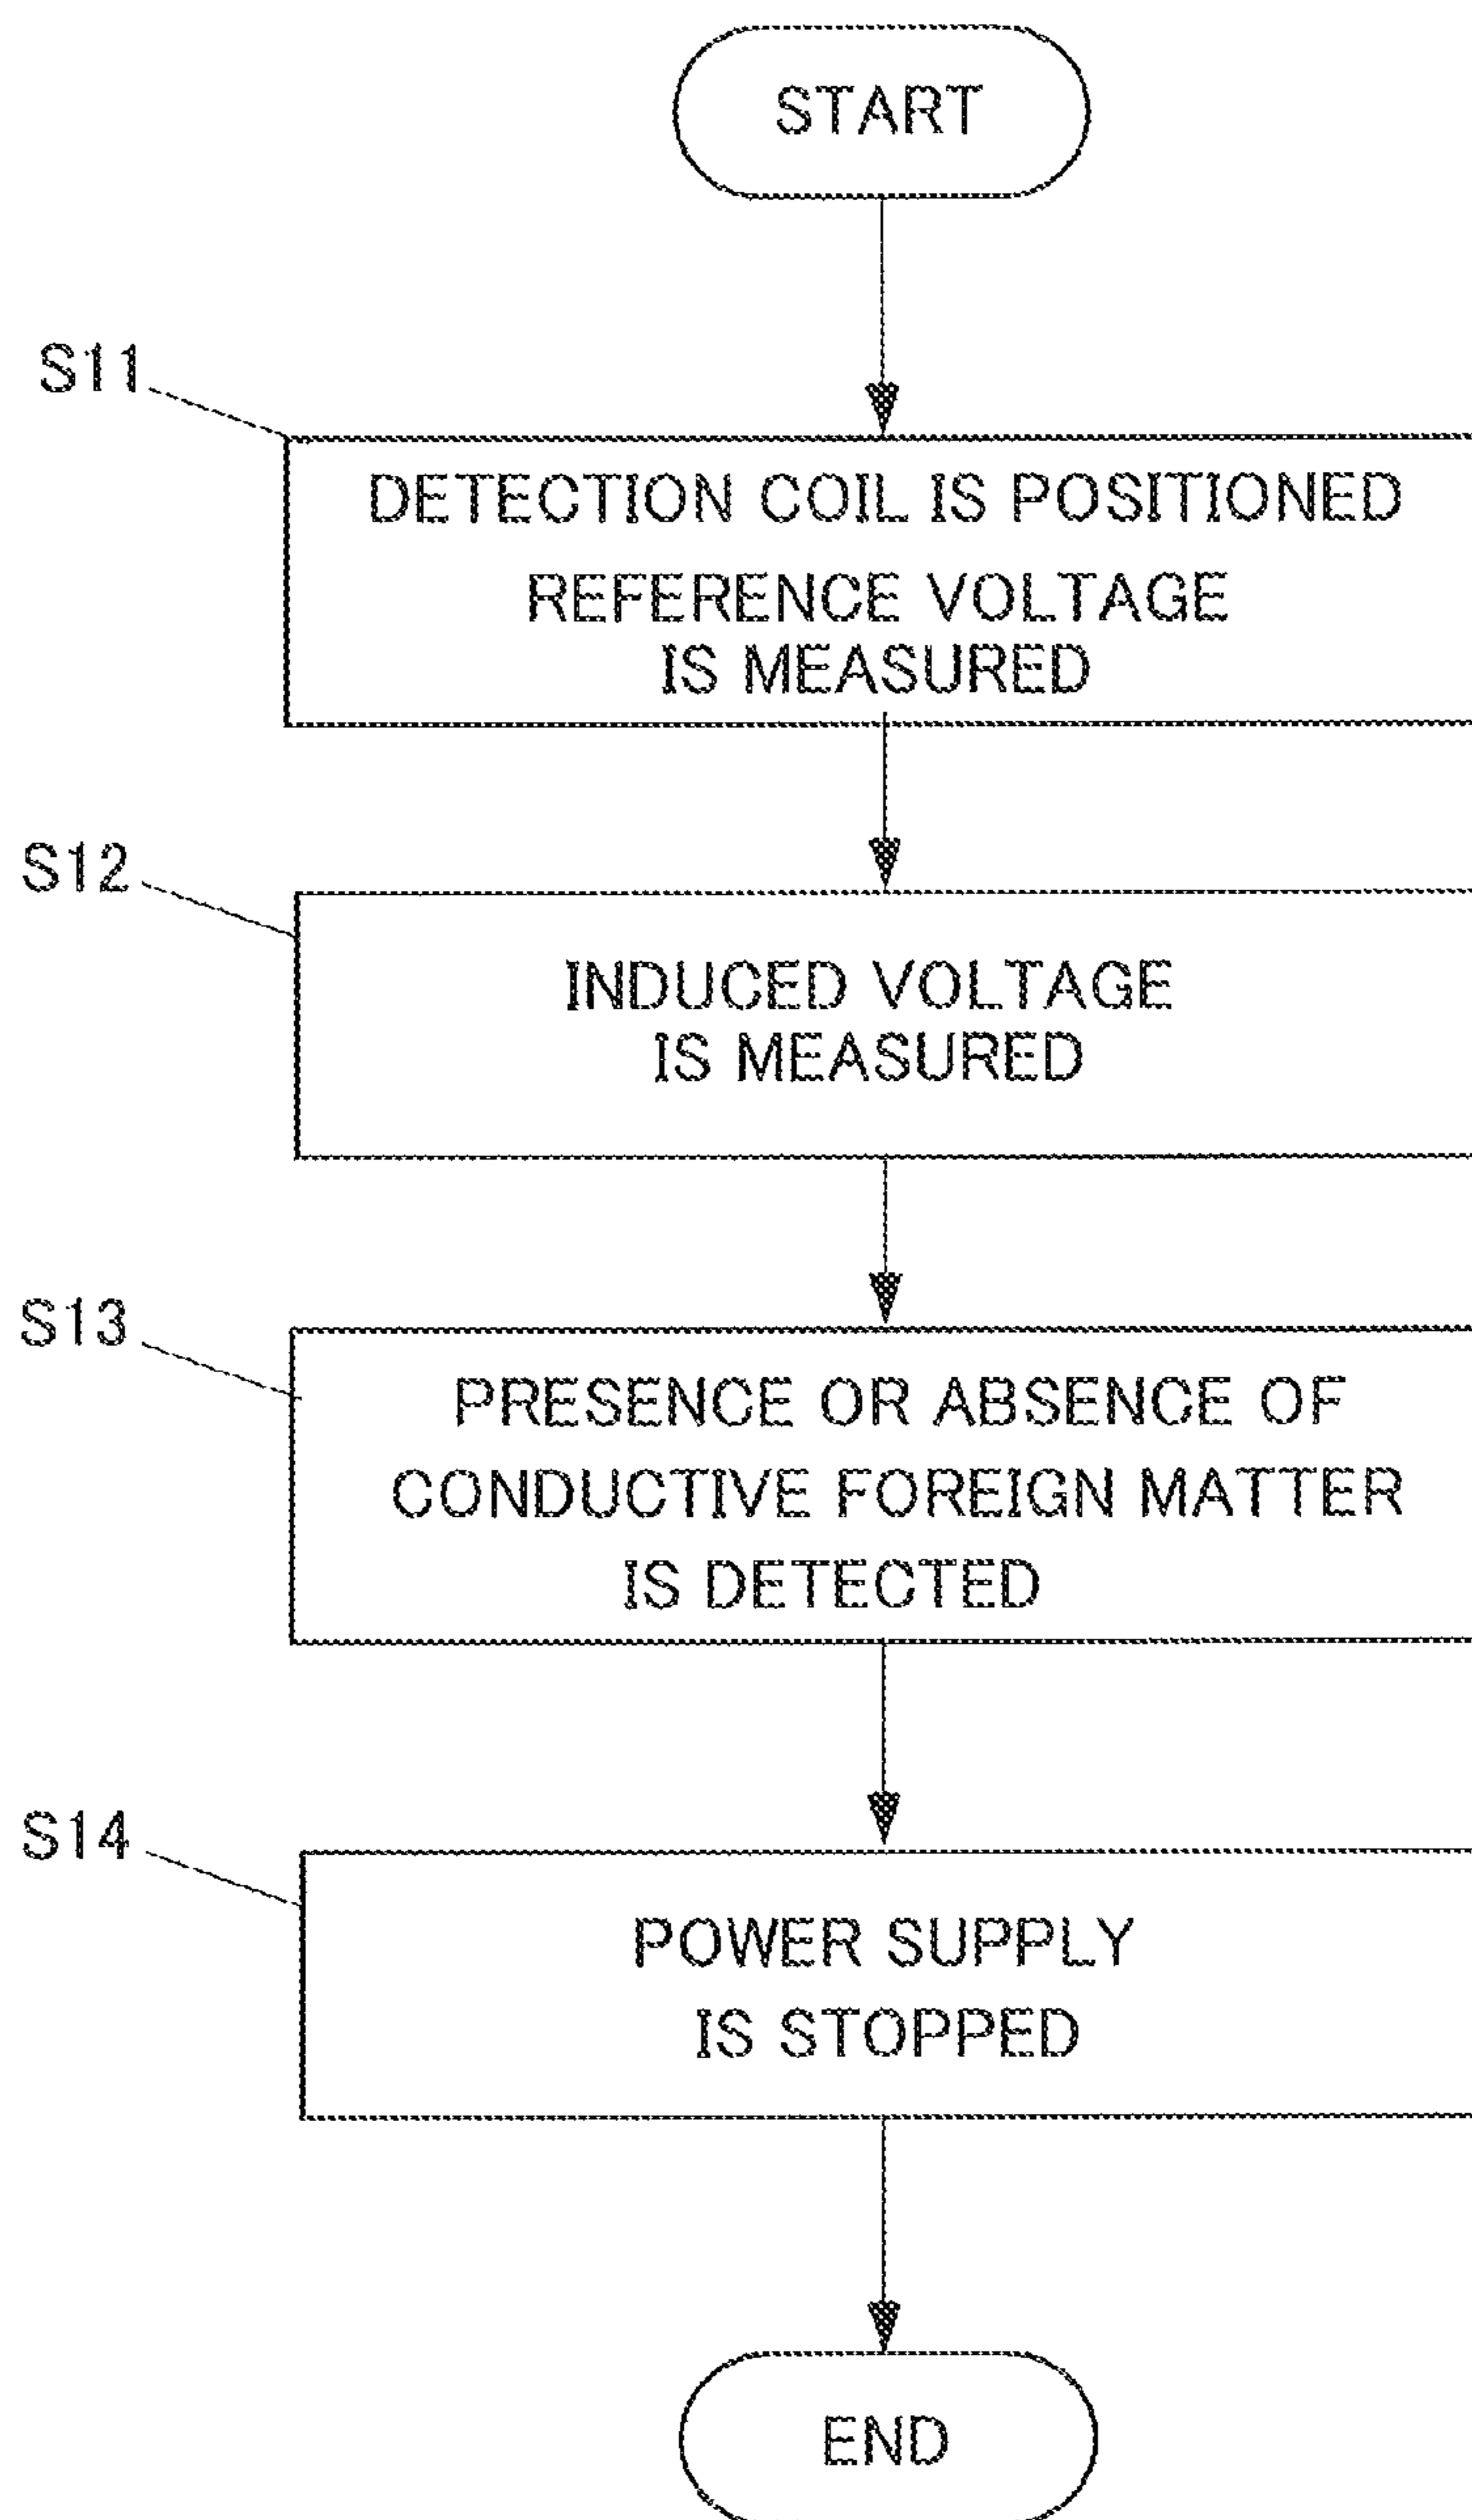 START
S11
DETECTION COIL IS POSITIONED
REFERENCE VOLTAGE
IS MEASURED
S12
INDUCED VOLTAGE
IS MEASURED
S13
PRESENCE OR ABSENCE OF
CONDUCTIVE FOREIGN MATTER
IS DETECTED
S14
POWER SUPPLY
IS STOPPED
END